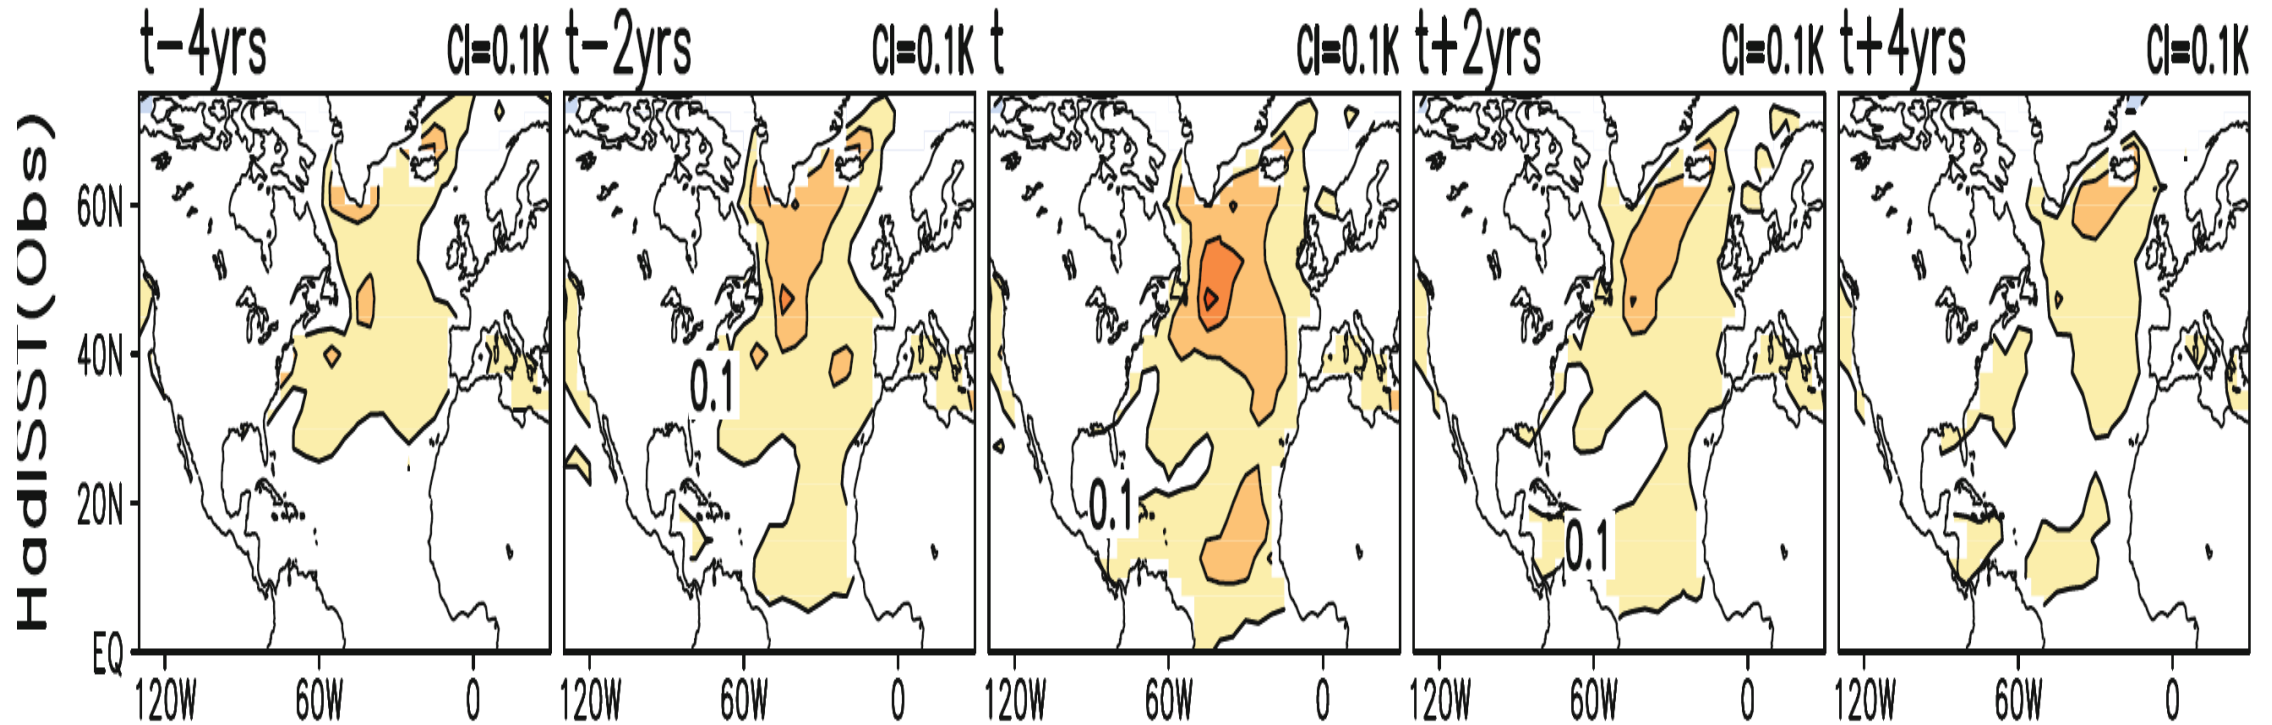 t−4yrs CI=0.1K t−2yrs CI=0.1K t CI=0.1K t+2yrs CI=0.1K t+4yrs CI=0.1K
HadISST(Obs)
60N
40N
20N
EQ
0.1
0.1
0.1
120W 60W 0 120W 60W 0 120W 60W 0 120W 60W 0 120W 60W 0